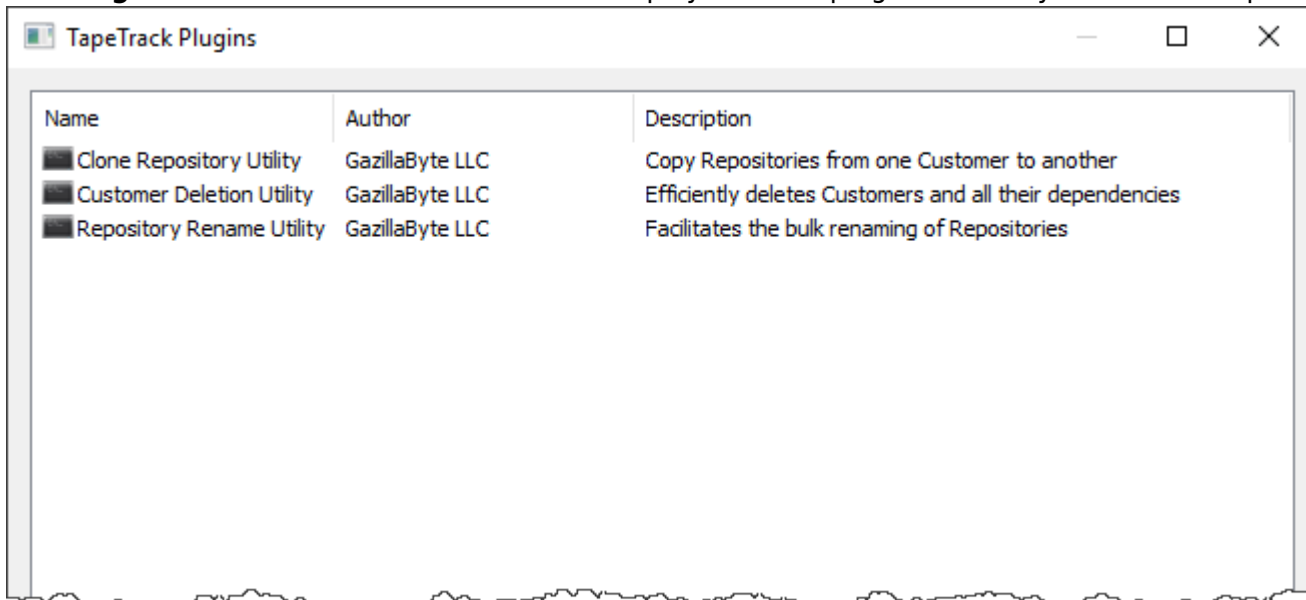 TapeTrack Plugins
Name Author Description
Clone Repository Utility GazillaByte LLC Copy Repositories from one Customer to another
Customer Deletion Utility GazillaByte LLC Efficiently deletes Customers and all their dependencies
Repository Rename Utility GazillaByte LLC Facilitates the bulk renaming of Repositories